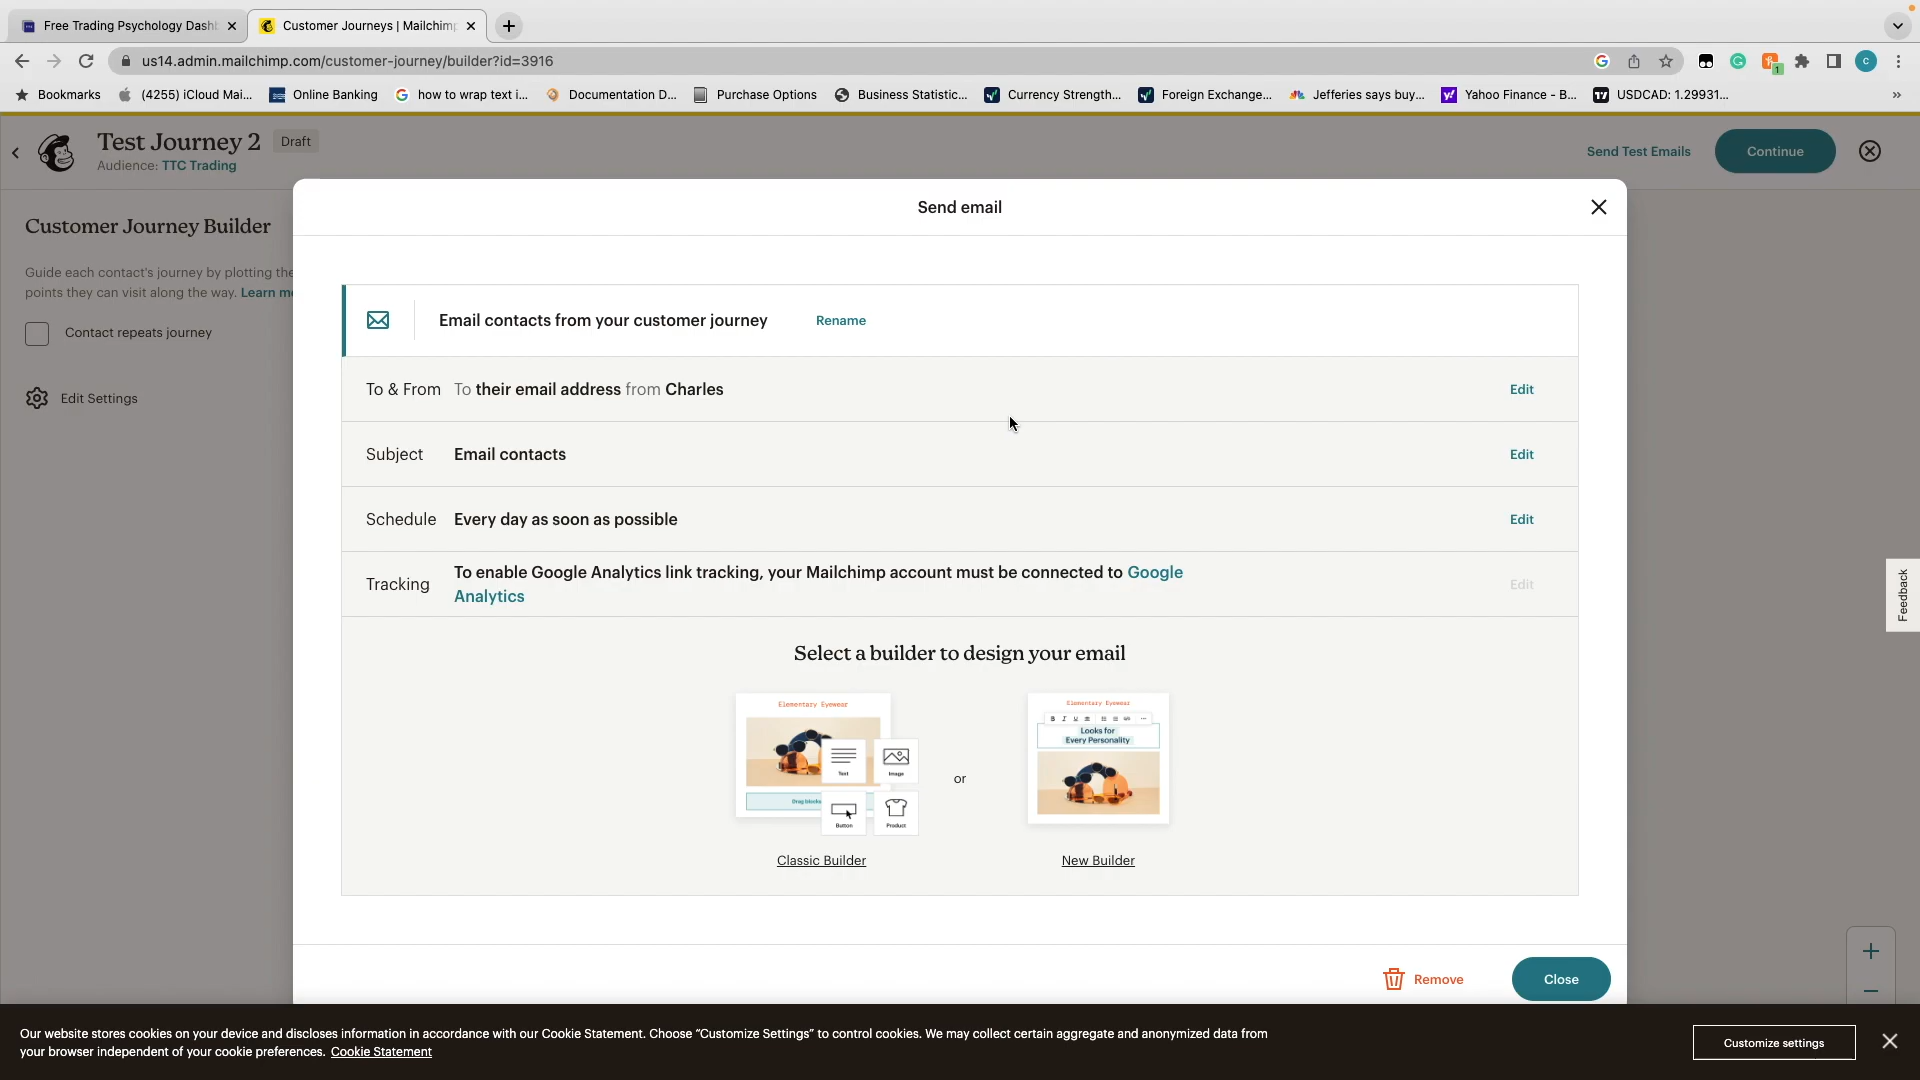 Free Trading Psychology Dashb
Customer Journeys | Mailchimp
us14.admin.mailchimp.com/customer-journey/builder?id=3916
1
c
Bookmarks
(4255) iCloud Mai...
Online Banking
how to wrap text i...
Documentation D...
Purchase Options
Business Statistic...
Currency Strength...
Foreign Exchange...
Jefferies says buy...
Yahoo Finance - B...
USDCAD: 1.29931...
»
Test Journey 2
Draft
Audience: TTC Trading
Send Test Emails
Continue
Customer Journey Builder
Guide each contact's journey by plotting the
points they can visit along the way. Learn mo
Contact repeats journey
Edit Settings
Send email
Email contacts from your customer journey
Rename
To & From
To their email address from Charles
Edit
Subject
Email contacts
Edit
Schedule
Every day as soon as possible
Edit
Tracking
To enable Google Analytics link tracking, your Mailchimp account must be connected to Google
Analytics
Edit
Select a builder to design your email
Elementary Eyewear
Text
Image
Drag blocks
Button
Product
or
Elementary Eyewear
B I U
Looks for
Every Personality
Classic Builder
New Builder
Remove
Close
Feedback
Our website stores cookies on your device and discloses information in accordance with our Cookie Statement. Choose “Customize Settings” to control cookies. We may collect certain aggregate and anonymized data from
your browser independent of your cookie preferences. Cookie Statement
Customize settings